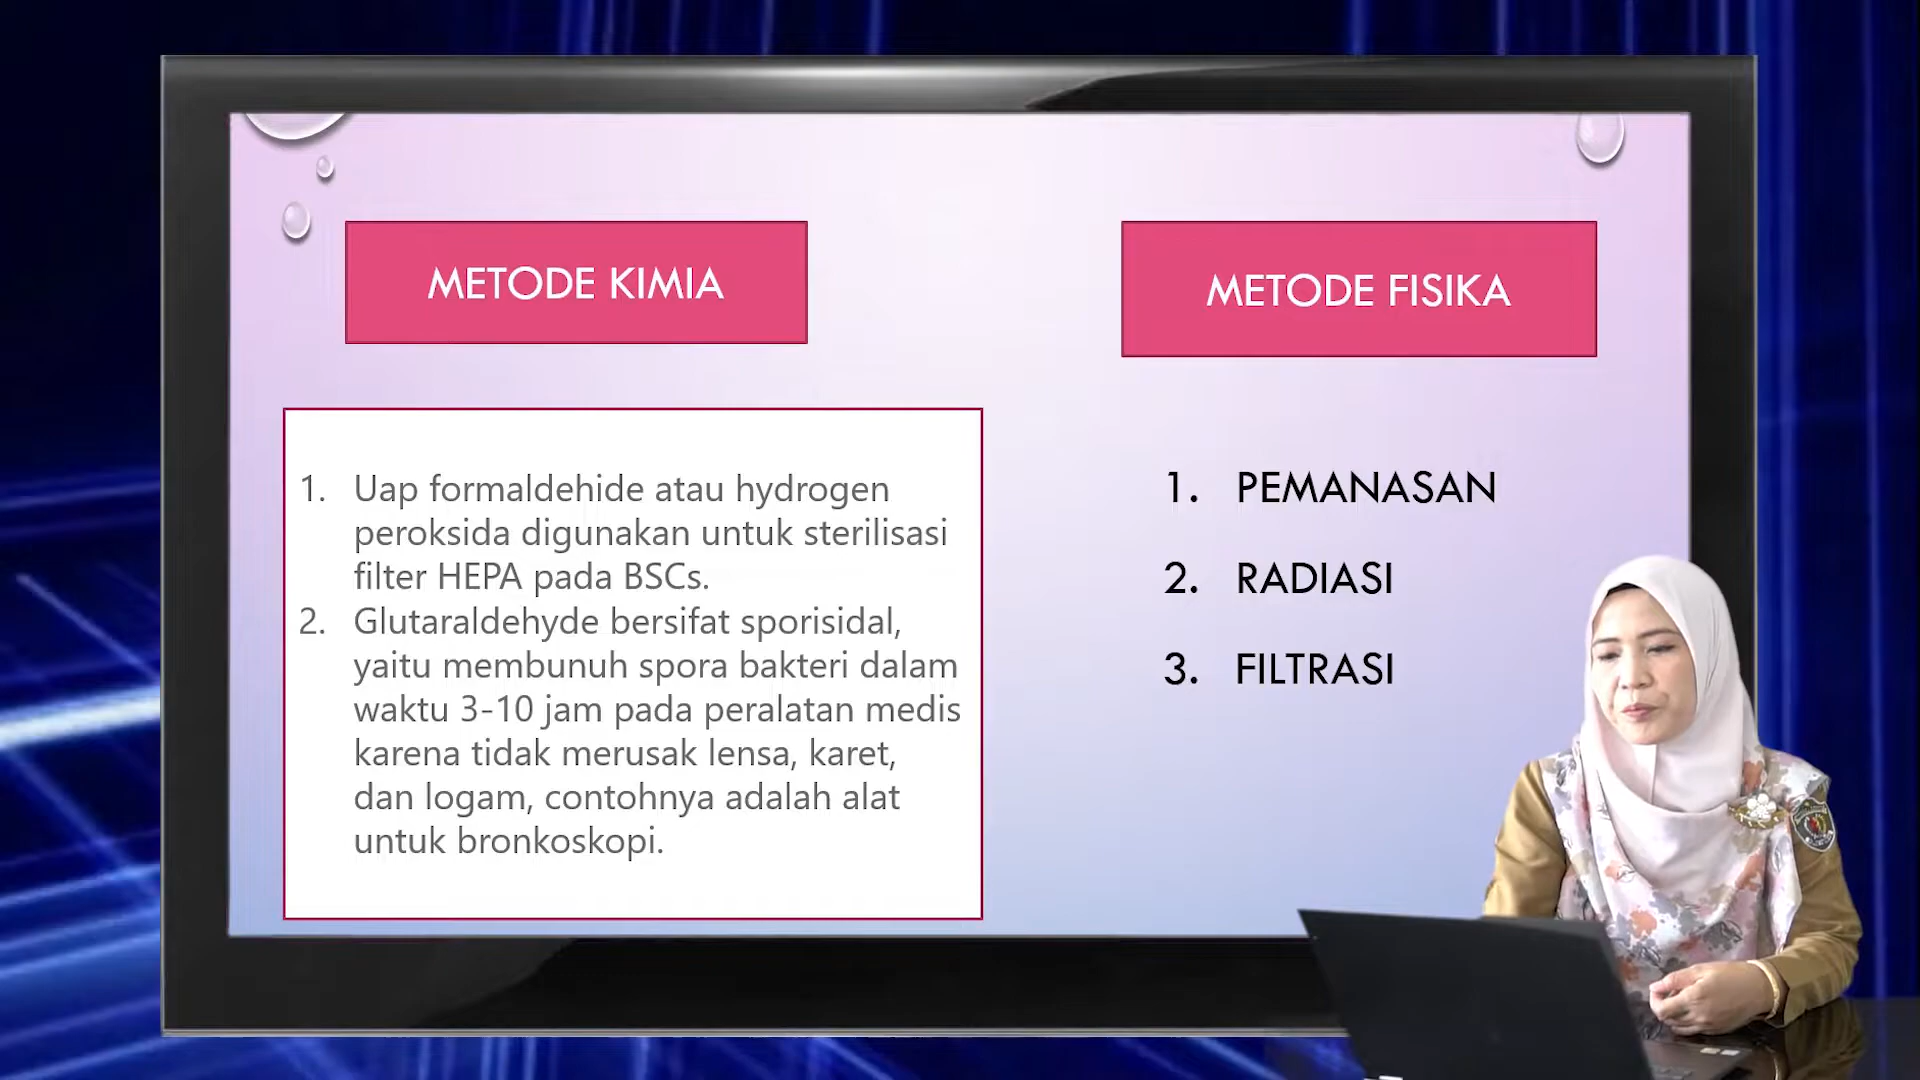 METODE KIMIA
METODE FISIKA
1. Uap formaldehide atau hydrogen
peroksida digunakan untuk sterilisasi
filter HEPA pada BSCs.
2. Glutaraldehyde bersifat sporisidal,
yaitu membunuh spora bakteri dalam
waktu 3-10 jam pada peralatan medis
karena tidak merusak lensa, karet,
dan logam, contohnya adalah alat
untuk bronkoskopi.
1. PEMANASAN
2. RADIASI
3. FILTRASI